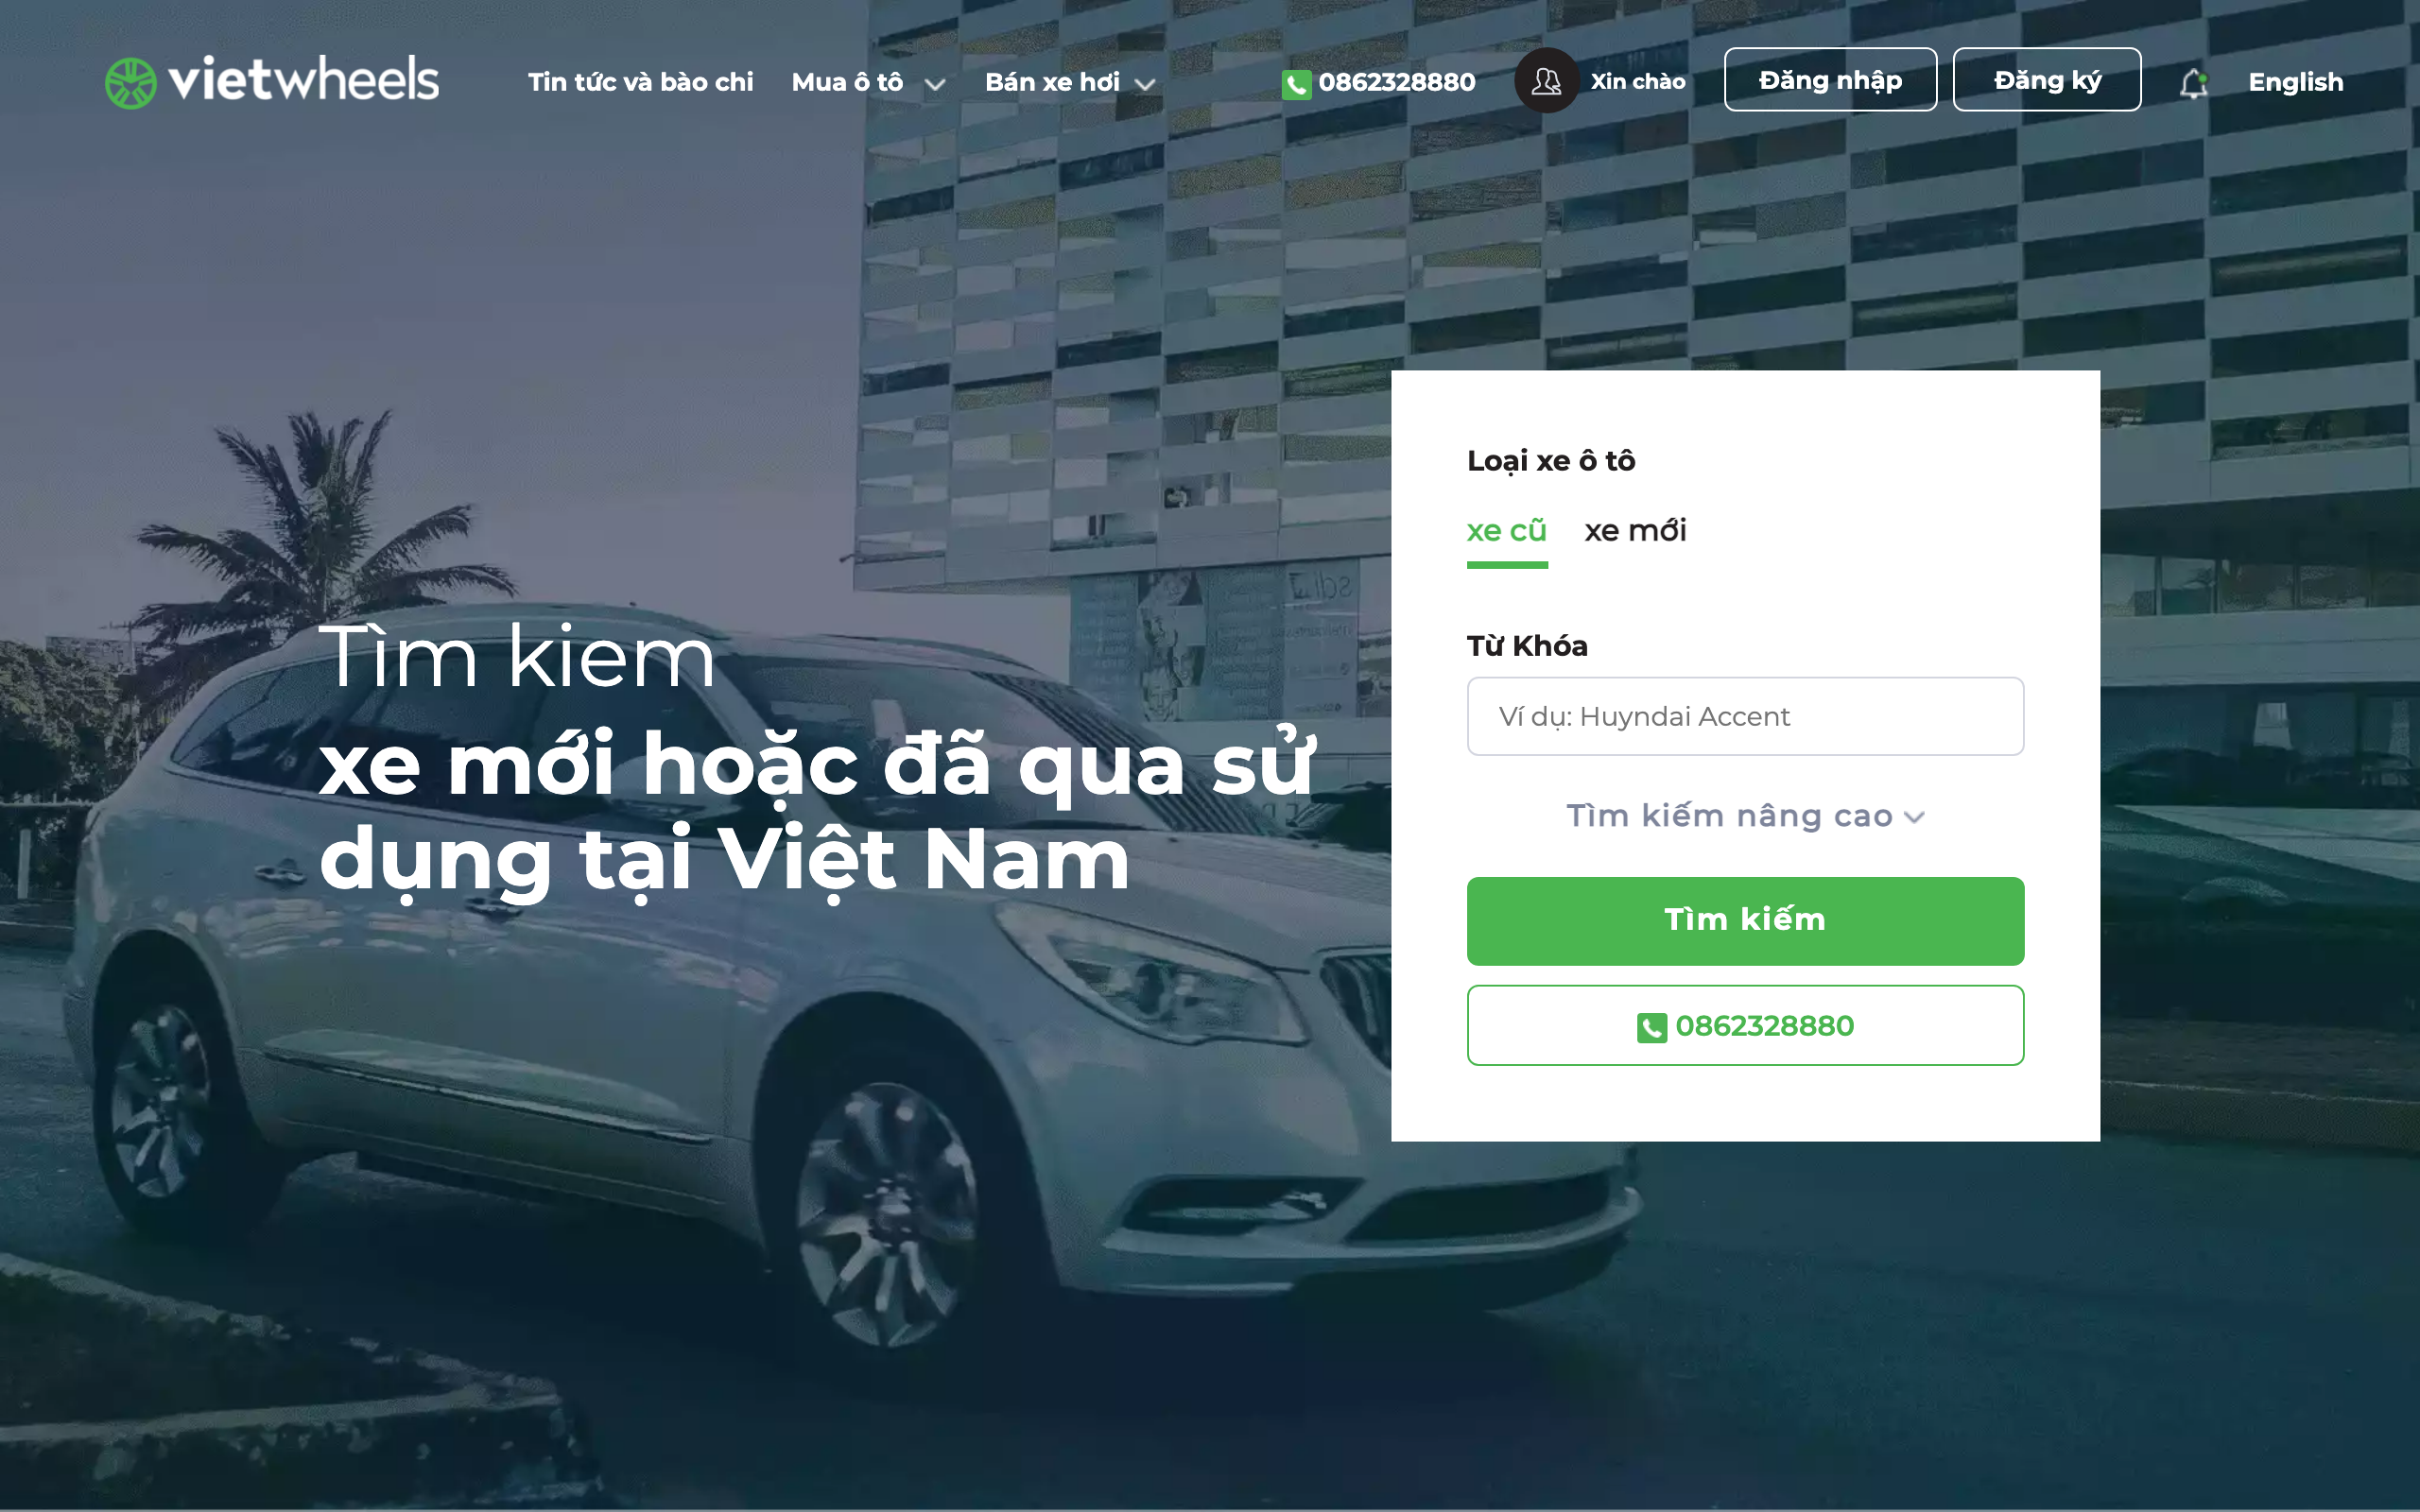 vietwheels
Tin tức và bào chi
Mua ô tô
Bán xe hơi
0862328880
Xin chào
Đăng nhập
Đăng ký
English
Tìm kiem
xe mới hoặc đã qua sử
dụng tại Việt Nam
Loại xe ô tô
xe cũ xe mới
Từ Khóa
Ví dụ: Huyndai Accent
Tìm kiếm nâng cao
Tìm kiếm
0862328880